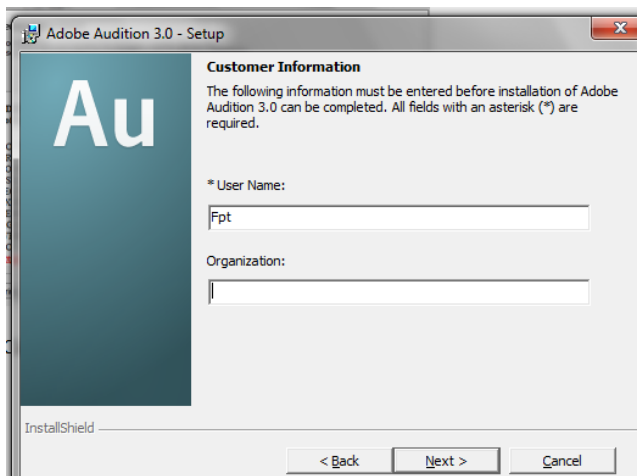 Adobe Audition 3.0 - Setup
Au
Customer Information
The following information must be entered before installation of Adobe
Audition 3.0 can be completed. All fields with an asterisk (*) are
required.
* User Name:
Fpt
Organization:
InstallShield
< Back
Next >
Cancel